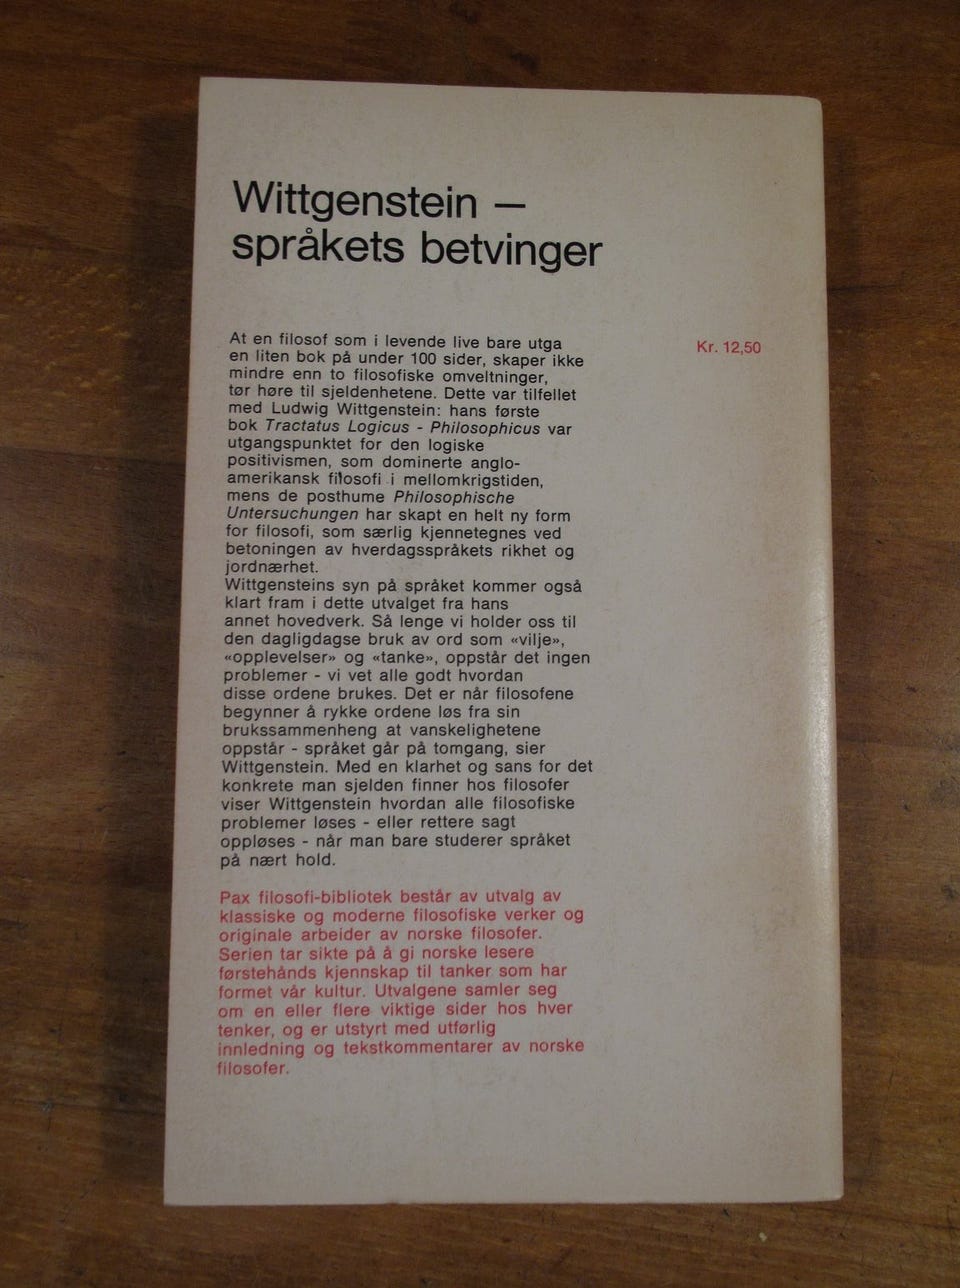 Wittgenstein —
språkets betvinger
At en filosof som i levende live bare utga
en liten bok på under 100 sider, skaper ikke
mindre enn to filosofiske omveltninger,
tør høre til sjeldenhetene. Dette var tilfellet
med Ludwig Wittgenstein: hans første
bok Tractatus Logicus - Philosophicus var
utgangspunktet for den logiske
positivismen, som dominerte anglo-
amerikansk filosofi i mellomkrigstiden,
mens de posthume Philosophische
Untersuchungen har skapt en helt ny form
for filosofi, som særlig kjennetegnes ved
betoningen av hverdagsspråkets rikhet og
jordnærhet.
Wittgensteins syn på språket kommer også
klart fram i dette utvalget fra hans
annet hovedverk. Så lenge vi holder oss til
den dagligdagse bruk av ord som «vilje»,
«opplevelser» og «tanke», oppstår det ingen
problemer - vi vet alle godt hvordan
disse ordene brukes. Det er når filosofene
begynner å rykke ordene løs fra sin
brukssammenheng at vanskelighetene
oppstår - språket går på tomgang, sier
Wittgenstein. Med en klarhet og sans for det
konkrete man sjelden finner hos filosofer
viser Wittgenstein hvordan alle filosofiske
problemer løses - eller rettere sagt
oppløses - når man bare studerer språket
på nært hold.
Pax filosofi-bibliotek består av utvalg av
klassiske og moderne filosofiske verker og
originale arbeider av norske filosofer.
Serien tar sikte på å gi norske lesere
førstehånds kjennskap til tanker som har
formet vår kultur. Utvalgene samler seg
om en eller flere viktige sider hos hver
tenker, og er utstyrt med utførlig
innledning og tekstkommentarer av norske
filosofer.
Kr. 12,50